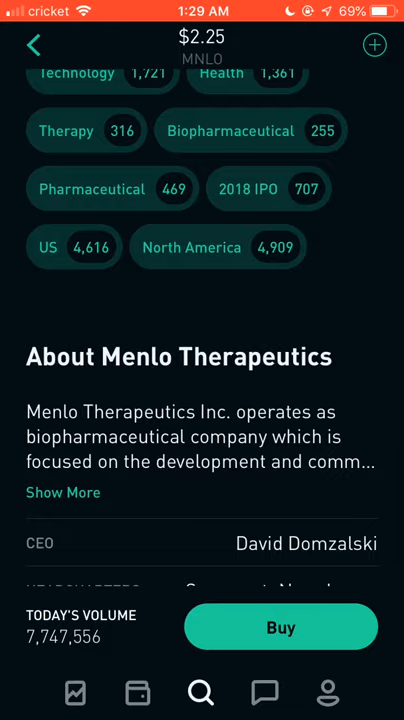 cricket 1:29 AM 69%
$2.25
MNLO
Technology 1,721 Health 1,361
Therapy 316 Biopharmaceutical 255
Pharmaceutical 469 2018 IPO 707
US 4,616 North America 4,909
About Menlo Therapeutics
Menlo Therapeutics Inc. operates as
biopharmaceutical company which is
focused on the development and comm...
Show More
CEO David Domzalski
TODAY'S VOLUME
7,747,556
Buy